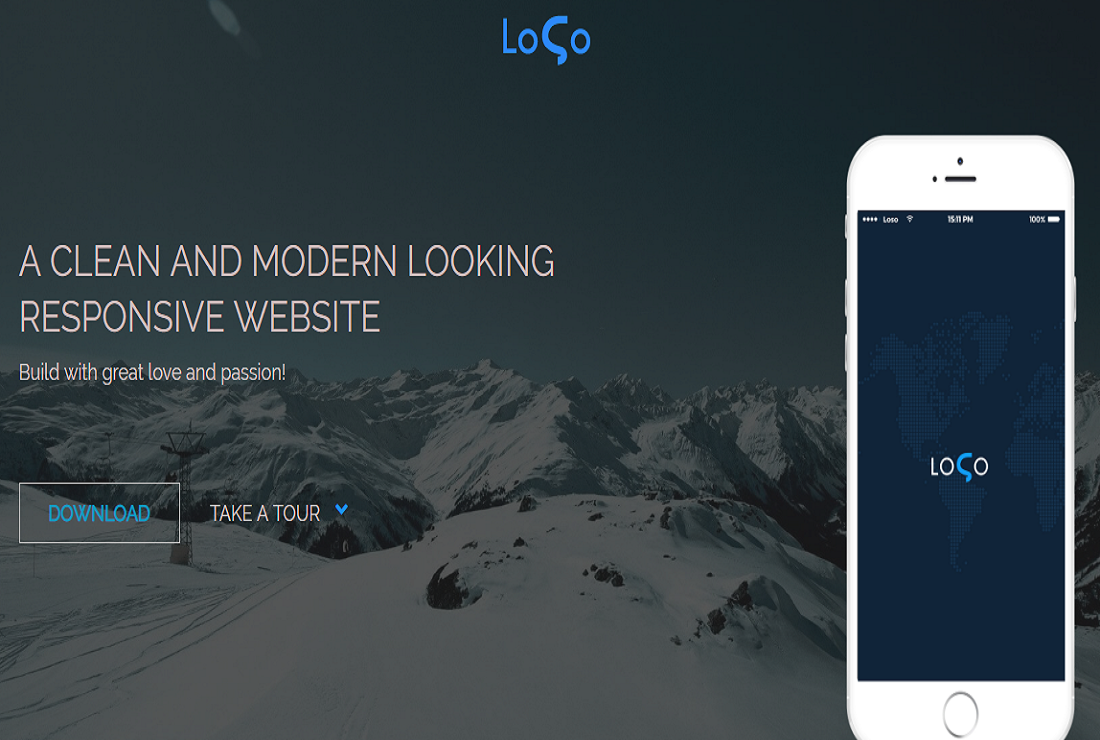 LoSo
A CLEAN AND MODERN LOOKING
RESPONSIVE WEBSITE
Build with great love and passion!
DOWNLOAD
TAKE A TOUR
Loso 15:11 PM 100%
LOSO